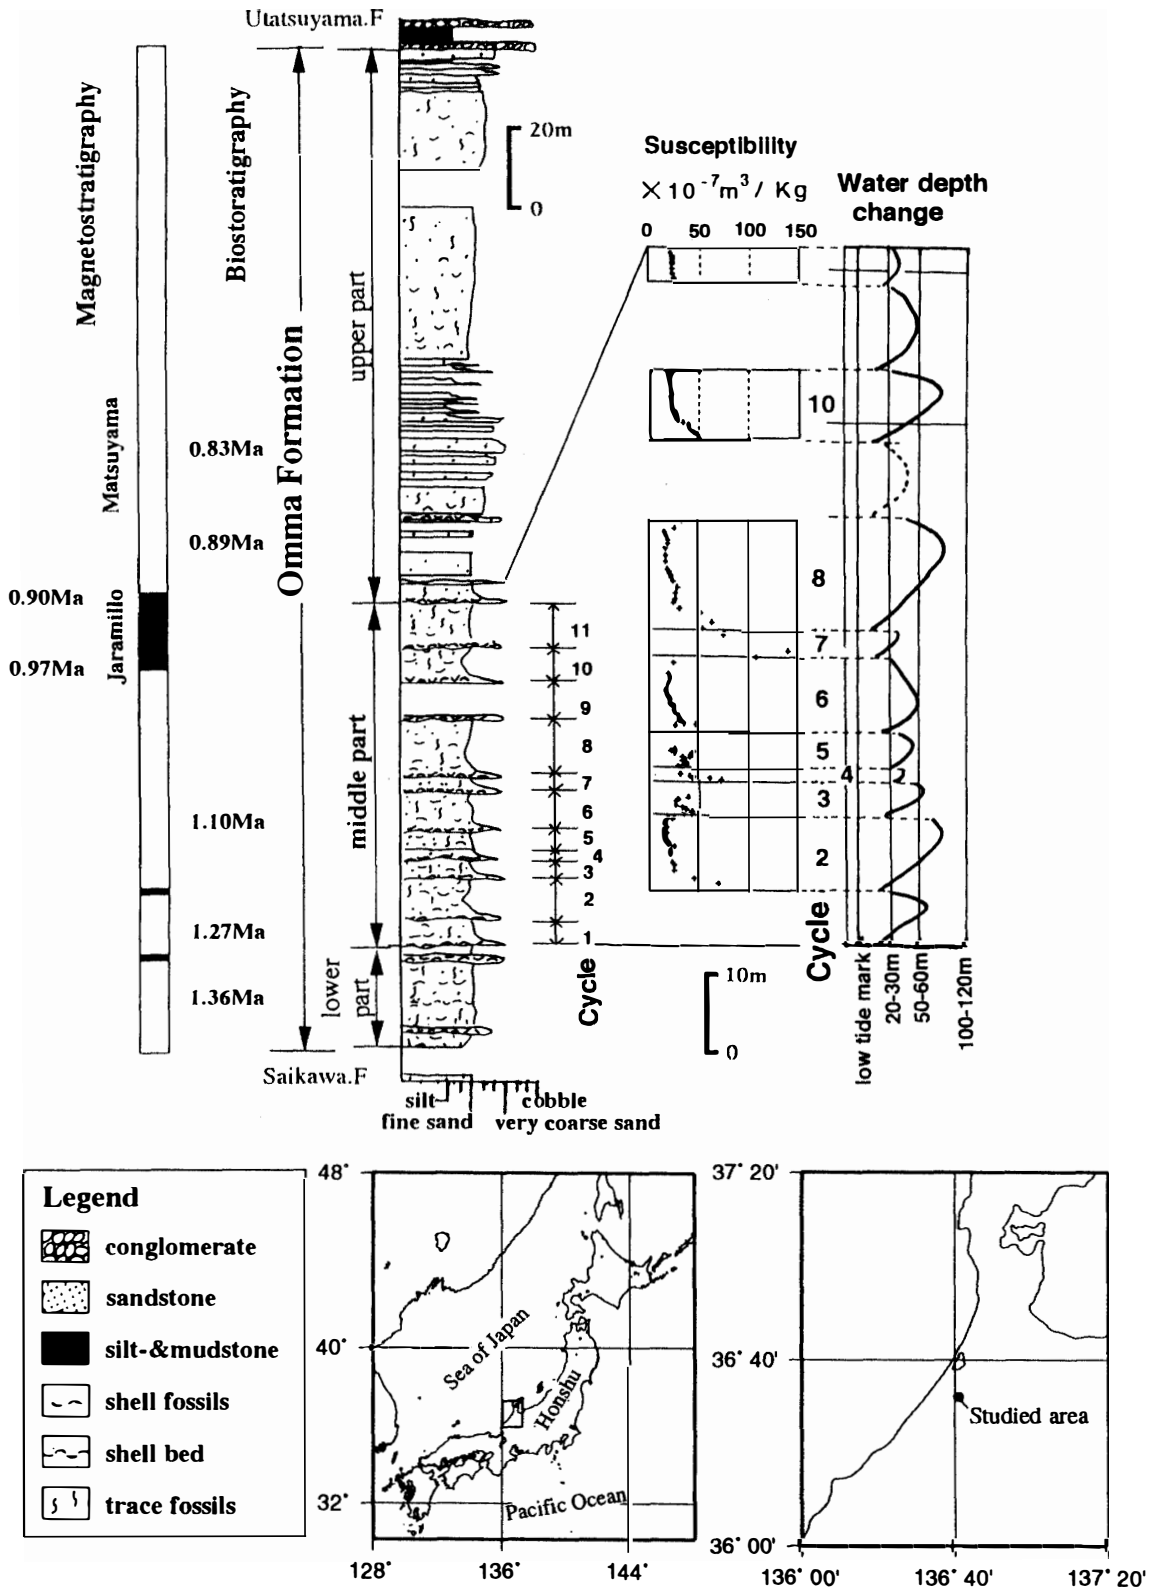 Utatsuyama.F
Magnetostratigraphy
Biostoratigraphy
20m
0
Susceptibility
×10⁻⁷m³/ Kg
0 50 100 150
Water depth
change
upper part
Omma Formation
Matsuyama
0.83Ma
0.89Ma
0.90Ma
Jaramillo
0.97Ma
middle part
1.10Ma
1.27Ma
lower
part
1.36Ma
Saikawa.F
11
10
9
8
7
6
5
4
3
2
1
Cycle
10
8
7
6
5
4
3
2
Cycle
10m
0
low tide mark
20-30m
50-60m
100-120m
silt
cobble
fine sand
very coarse sand
Legend
conglomerate
sandstone
silt-&mudstone
shell fossils
shell bed
trace fossils
48°
40°
32°
128° 136° 144°
Sea of Japan
Honshu
Pacific Ocean
37° 20'
36° 40'
36° 00'
Studied area
136° 00' 136° 40' 137° 20'